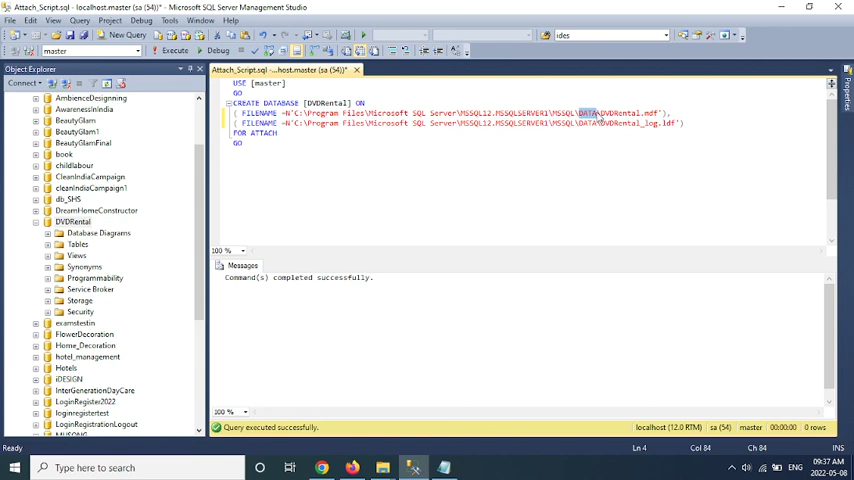 Attach_Script.sql - localhost.master (sa (54))* - Microsoft SQL Server Management Studio
File Edit View Query Project Debug Tools Window Help
New Query
ides
master
Execute
Debug
Object Explorer
Connect
AmbienceDesignning
AwarenessInIndia
BeautyGlam
BeautyGlam1
BeautyGlamFinal
book
childlabour
cleanIndiaCampaign
cleanIndiaCampaign1
db_SHS
DreamHomeConstructor
DVDRental
Database Diagrams
Tables
Views
Synonyms
Programmability
Service Broker
Storage
Security
examstestin
FlowerDecoration
hotel_management
Hotels
iDESIGN
InterGenerationDayCare
LoginRegister2022
loginregistertest
LoginRegistrationLogout
MUSONG
Attach_Script.sql -...host.master (sa (54))*
USE [master]
GO
CREATE DATABASE [DVDRental] ON
( FILENAME =N'C:\Program Files\Microsoft SQL Server\MSSQL12.MSSQLSERVER1\MSSQL\DATA\DVDRental.mdf'),
( FILENAME =N'C:\Program Files\Microsoft SQL Server\MSSQL12.MSSQLSERVER1\MSSQL\DATA\DVDRental_log.ldf')
FOR ATTACH
GO
100 %
Messages
Command(s) completed successfully.
100 %
Query executed successfully.
localhost (12.0 RTM)
sa (54)
master
00:00:00
0 rows
Properties
Ready
Ln 4
Col 84
Ch 84
INS
Type here to search
ENG
09:37 AM
2022-05-08